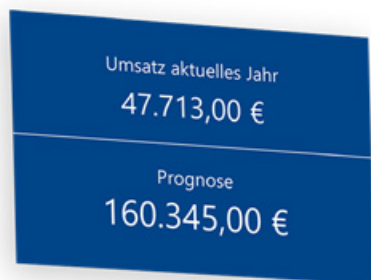 Umsatz aktuelles Jahr
47.713,00 €
Prognose
160.345,00 €